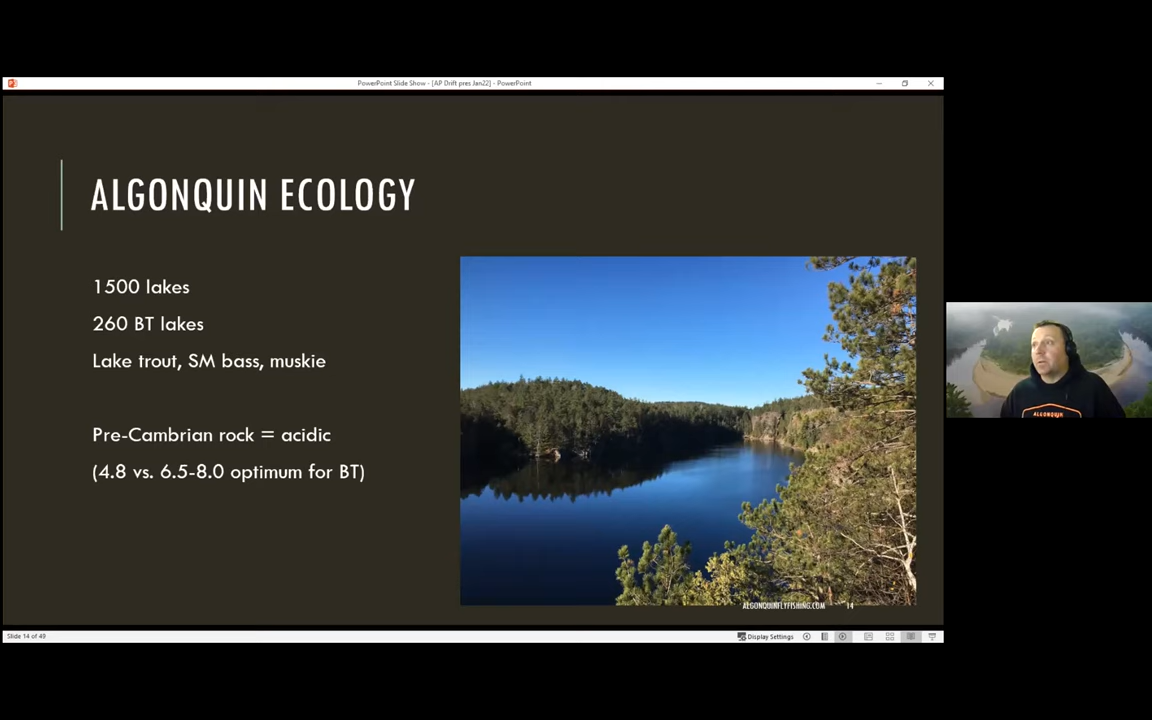 PowerPoint Slide Show - [AP Drift pres Jan22] - PowerPoint
ALGONQUIN ECOLOGY
1500 lakes
260 BT lakes
Lake trout, SM bass, muskie
Pre-Cambrian rock = acidic
(4.8 vs. 6.5-8.0 optimum for BT)
ALGONQUIN
ALGONQUINFLYFISHING.COM 14
Slide 14 of 49
Display Settings